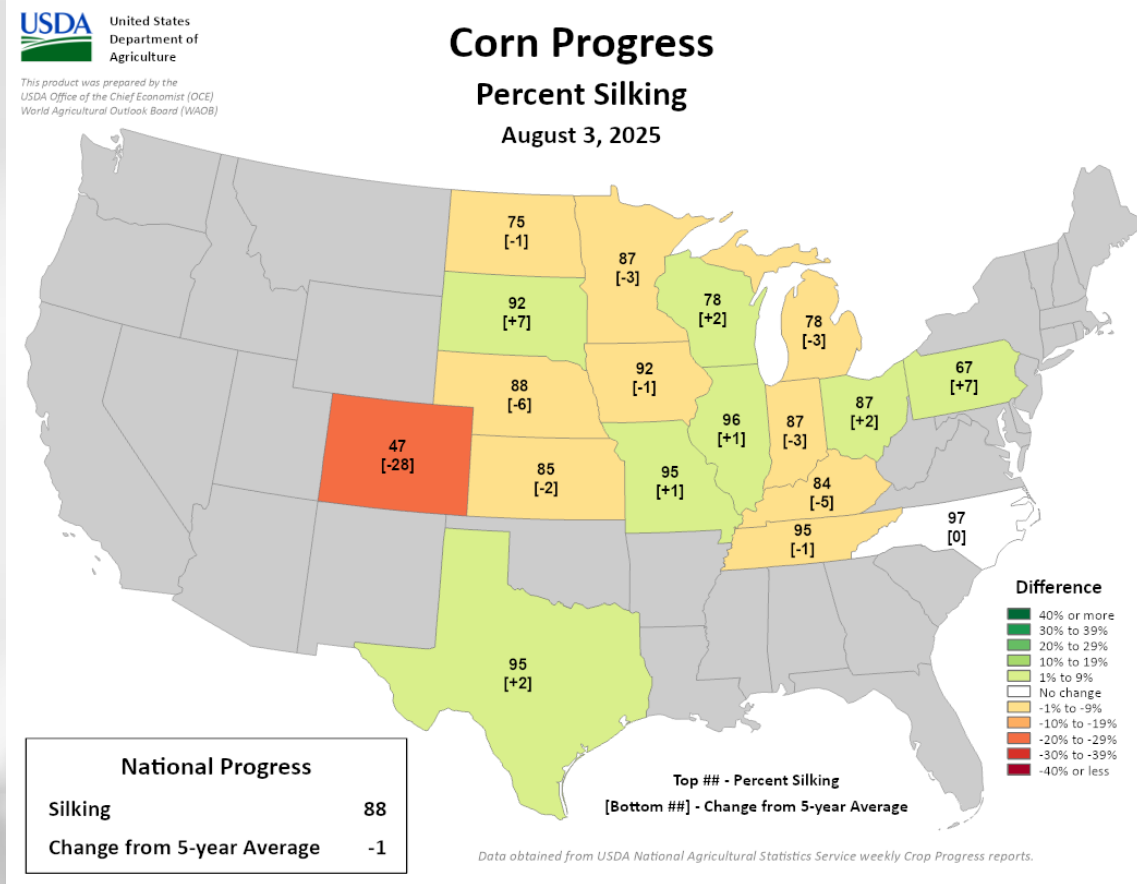 USDA
United States
Department of
Agriculture
This product was prepared by the
USDA Office of the Chief Economist (OCE)
World Agricultural Outlook Board (WAOB)
Corn Progress
Percent Silking
August 3, 2025
75
[-1]
87
[-3]
92
[+7]
78
[+2]
78
[-3]
88
[-6]
92
[-1]
67
[+7]
96
[+1]
87
[-3]
87
[+2]
47
[-28]
85
[-2]
95
[+1]
84
[-5]
95
[-1]
97
[0]
95
[+2]
Difference
40% or more
30% to 39%
20% to 29%
10% to 19%
1% to 9%
No change
-1% to -9%
-10% to -19%
-20% to -29%
-30% to -39%
-40% or less
National Progress
Silking 88
Change from 5-year Average -1
Top ## - Percent Silking
[Bottom ##] - Change from 5-year Average
Data obtained from USDA National Agricultural Statistics Service weekly Crop Progress reports.